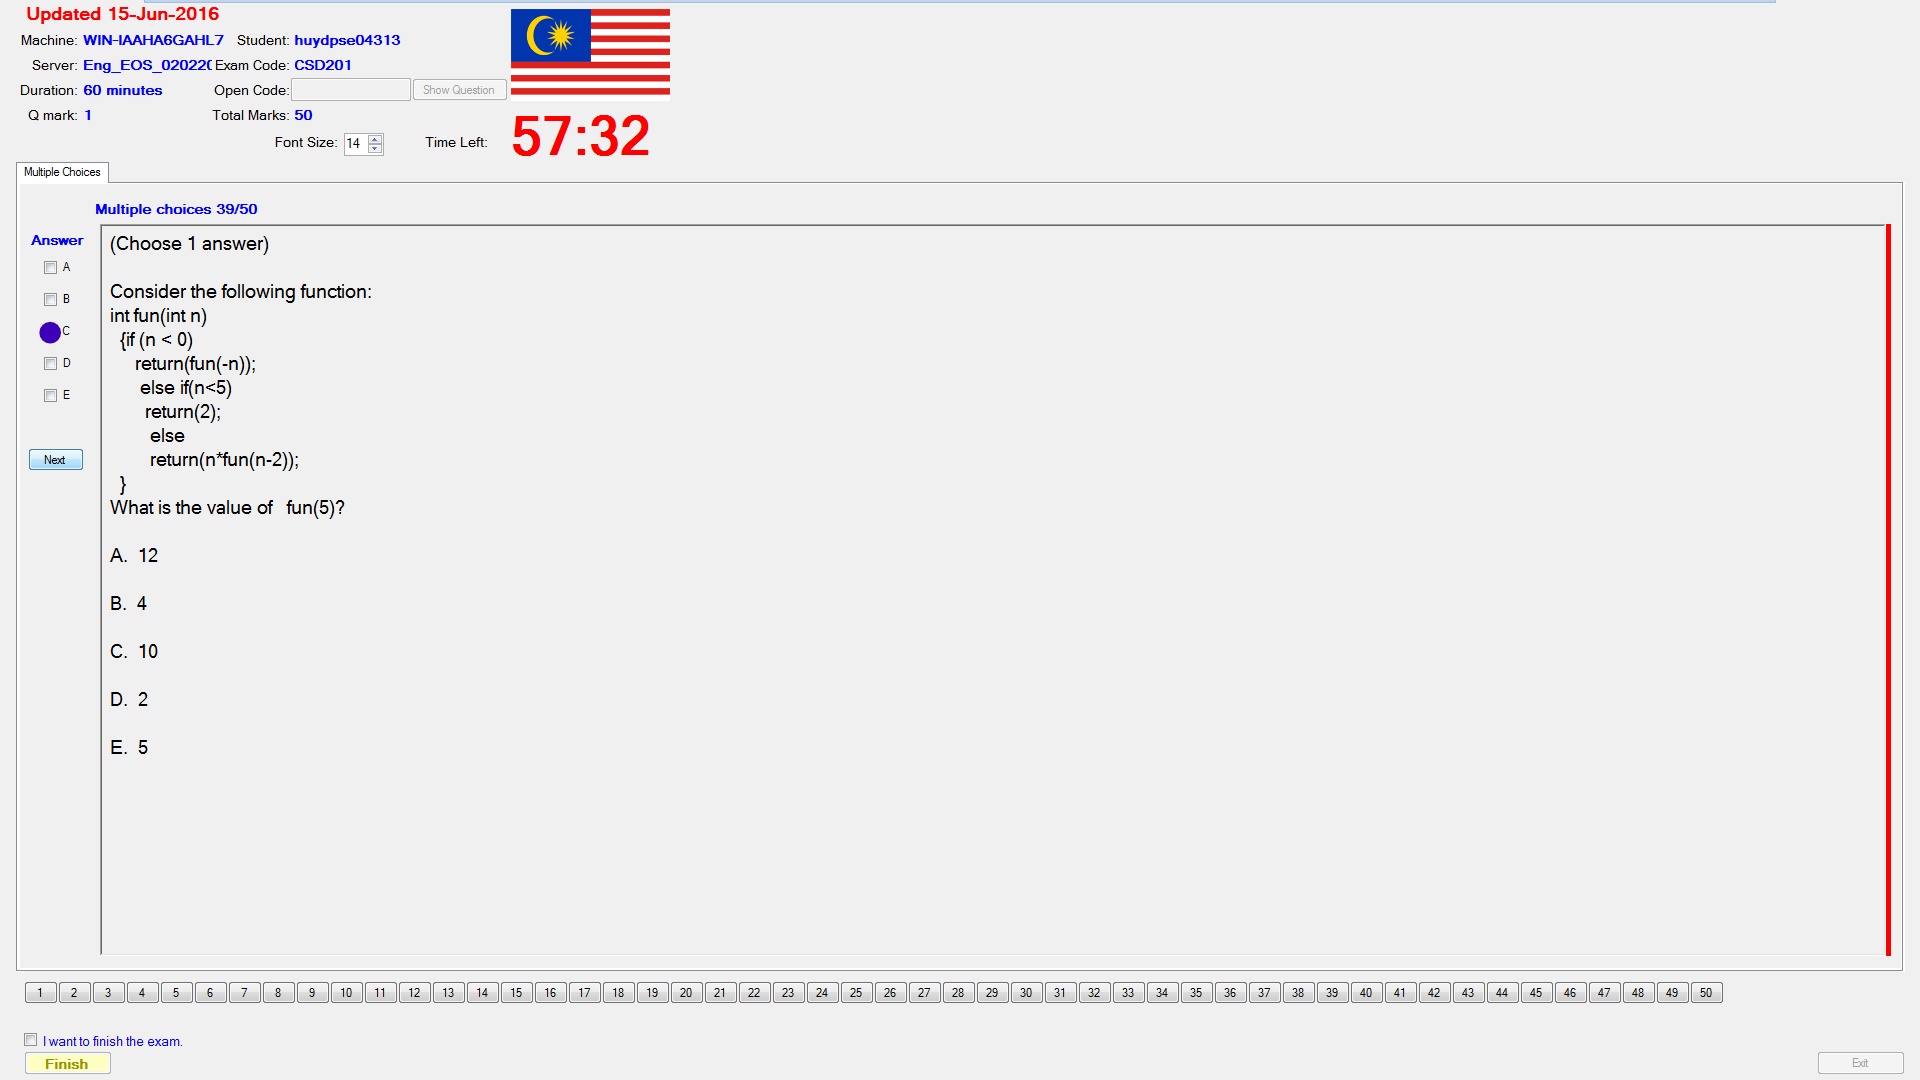 Updated 15-Jun-2016
Machine: WIN-IAAHA6GAHL7 Student: huydpse04313
Server: Eng_EOS_02022( Exam Code: CSD201
Duration: 60 minutes Open Code: Show Question
Q mark: 1 Total Marks: 50
Font Size: 14 Time Left: 57:32
Multiple Choices
Multiple choices 39/50
Answer
A
B
C
D
E
Next
(Choose 1 answer)
Consider the following function:
int fun(int n)
{if (n < 0)
return(fun(-n));
else if(n<5)
return(2);
else
return(n*fun(n-2));
}
What is the value of fun(5)?
A. 12
B. 4
C. 10
D. 2
E. 5
1 2 3 4 5 6 7 8 9 10 11 12 13 14 15 16 17 18 19 20 21 22 23 24 25 26 27 28 29 30 31 32 33 34 35 36 37 38 39 40 41 42 43 44 45 46 47 48 49 50
I want to finish the exam.
Finish
Exit